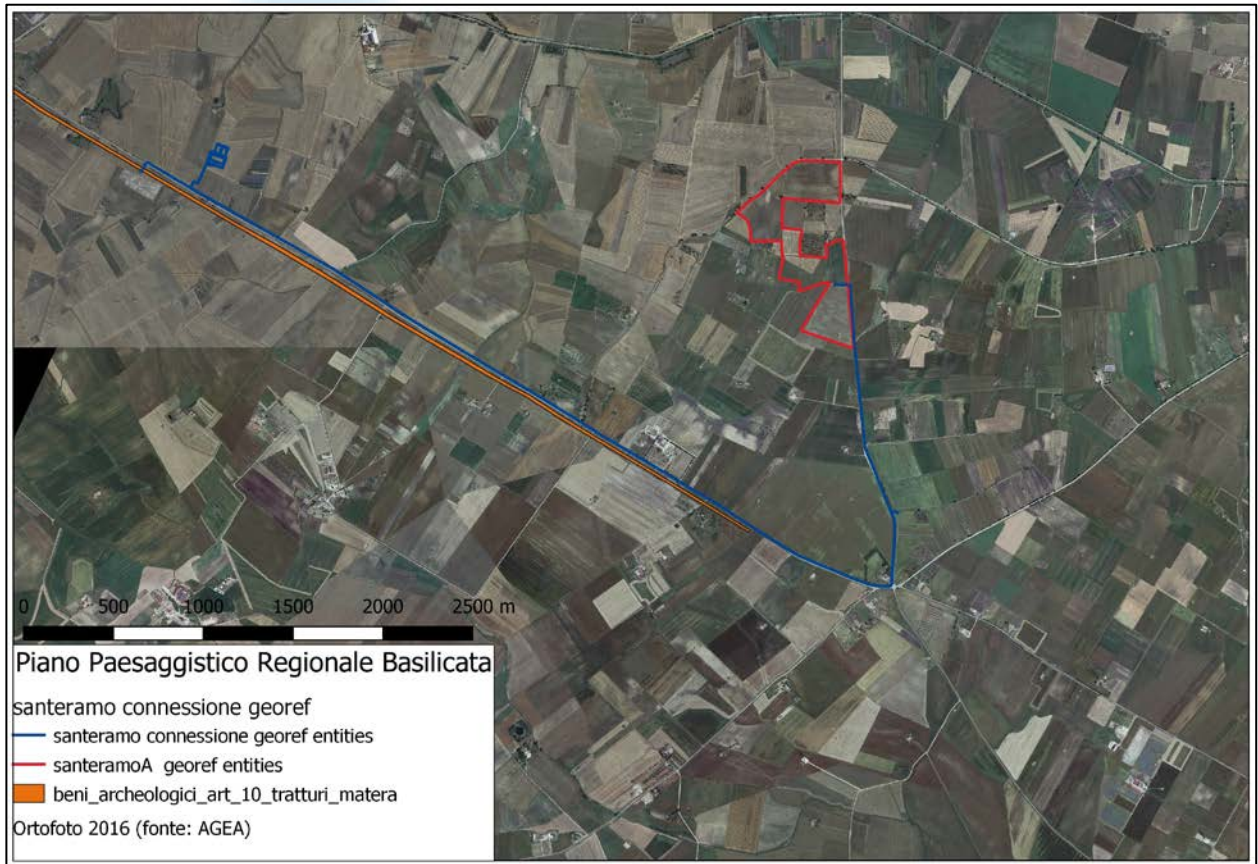 0 500 1000 1500 2000 2500 m
Piano Paesaggistico Regionale Basilicata
santeramo connessione georef
santeramo connessione georef entities
santeramoA georef entities
beni_archeologici_art_10_tratturi_matera
Ortofoto 2016 (fonte: AGEA)